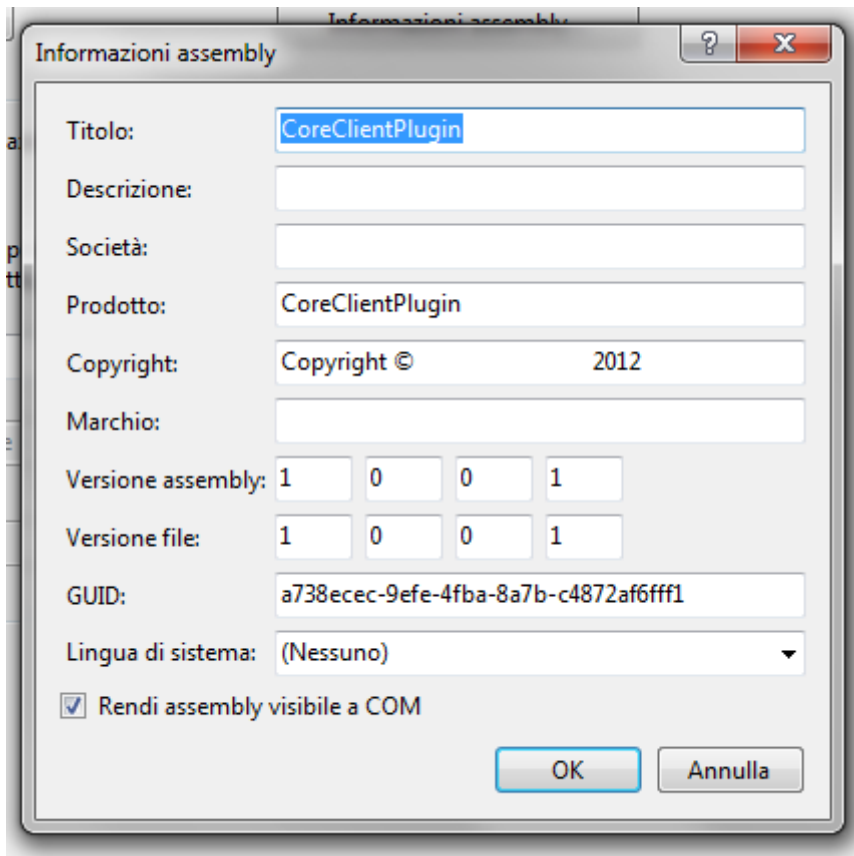 Informazioni assembly
Informazioni assembly
Titolo: CoreClientPlugin
Descrizione:
Società:
Prodotto: CoreClientPlugin
Copyright: Copyright © 2012
Marchio:
Versione assembly: 1 0 0 1
Versione file: 1 0 0 1
GUID: a738ecec-9efe-4fba-8a7b-c4872af6fff1
Lingua di sistema: (Nessuno)
Rendi assembly visibile a COM
OK Annulla